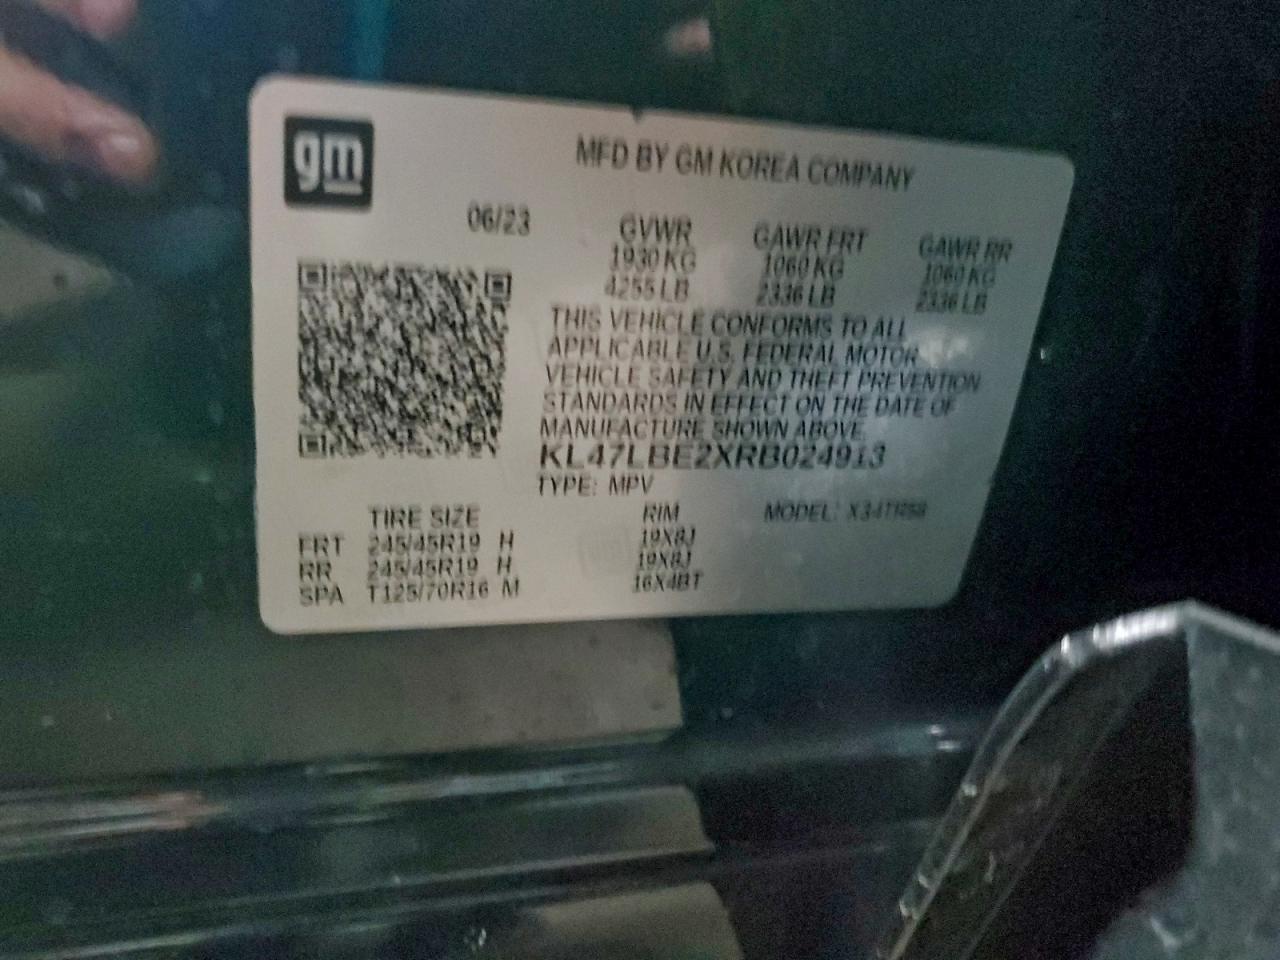 gm
MFD BY GM KOREA COMPANY
06/23
GVWR GAWR FRT GAWR RR
1930 KG 1060 KG 1060 KG
4255 LB 2336 LB 2336 LB
THIS VEHICLE CONFORMS TO ALL
APPLICABLE U.S. FEDERAL MOTOR
VEHICLE SAFETY AND THEFT PREVENTION
STANDARDS IN EFFECT ON THE DATE OF
MANUFACTURE SHOWN ABOVE.
KL47LBE2XRB024913
TYPE: MPV
TIRE SIZE RIM MODEL:
FRT 245/45R19 H 19X8J
RR 245/45R19 H 19X8J
SPA T125/70R16 M 16X4BT